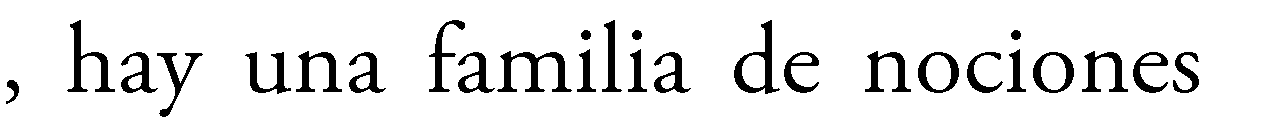 , hay una familia de nociones